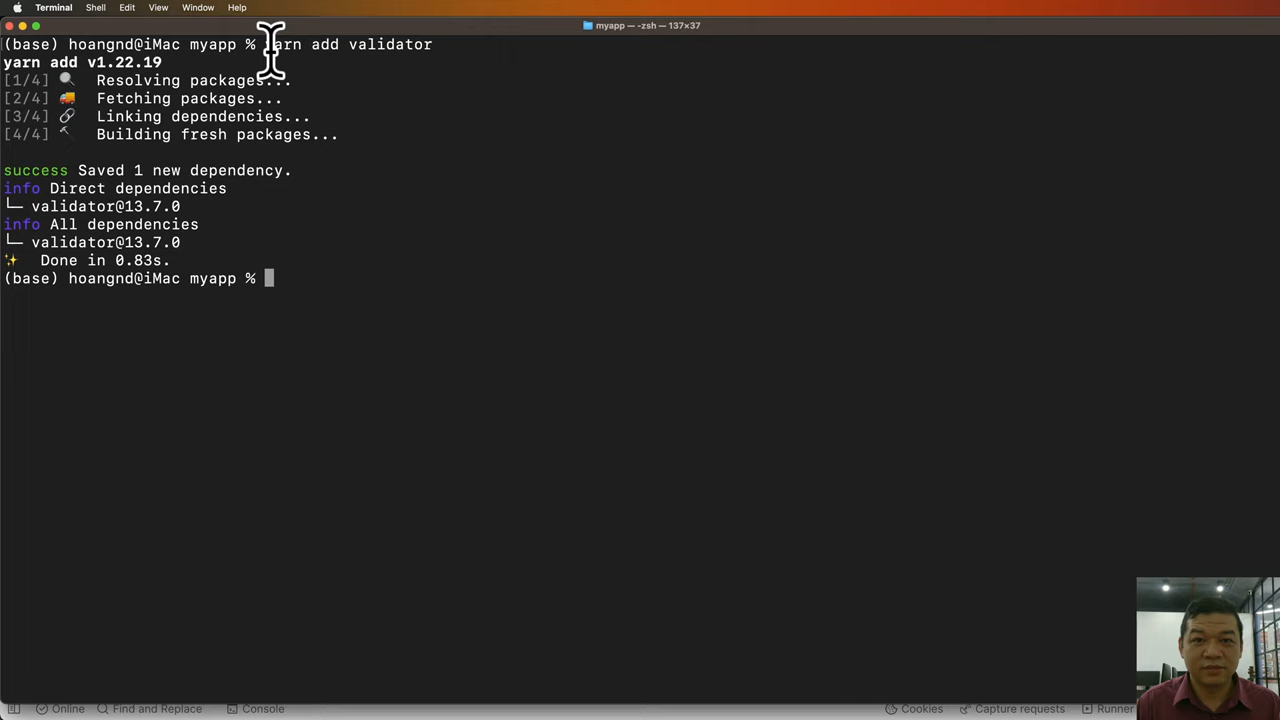 Terminal Shell Edit View Window Help
myapp — -zsh — 137×37
(base) hoangnd@iMac myapp % yarn add validator
yarn add v1.22.19
[1/4] 🔍 Resolving packages...
[2/4] 🚚 Fetching packages...
[3/4] 🔗 Linking dependencies...
[4/4] 🔨 Building fresh packages...
success Saved 1 new dependency.
info Direct dependencies
└─ validator@13.7.0
info All dependencies
└─ validator@13.7.0
✨ Done in 0.83s.
(base) hoangnd@iMac myapp %
Online Find and Replace Console Cookies Capture requests Runner